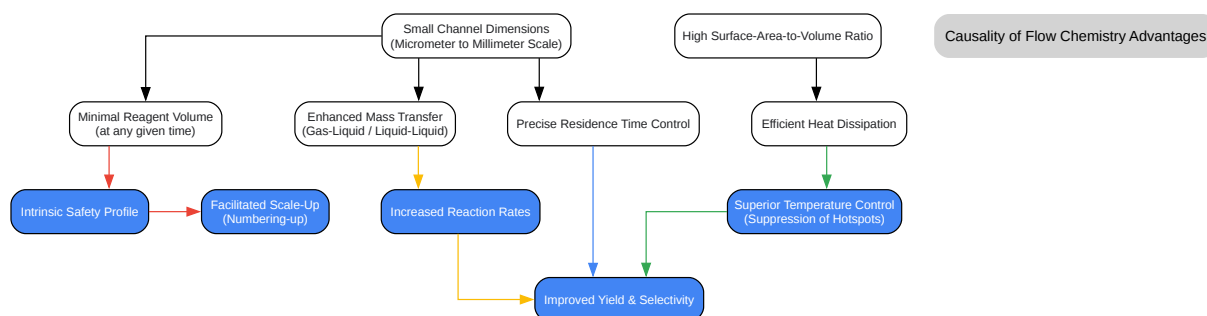 Small Channel Dimensions
(Micrometer to Millimeter Scale)
High Surface-Area-to-Volume Ratio
Causality of Flow Chemistry Advantages
Minimal Reagent Volume
(at any given time)
Enhanced Mass Transfer
(Gas-Liquid / Liquid-Liquid)
Precise Residence Time Control
Efficient Heat Dissipation
Intrinsic Safety Profile
Facilitated Scale-Up
(Numbering-up)
Increased Reaction Rates
Superior Temperature Control
(Suppression of Hotspots)
Improved Yield & Selectivity